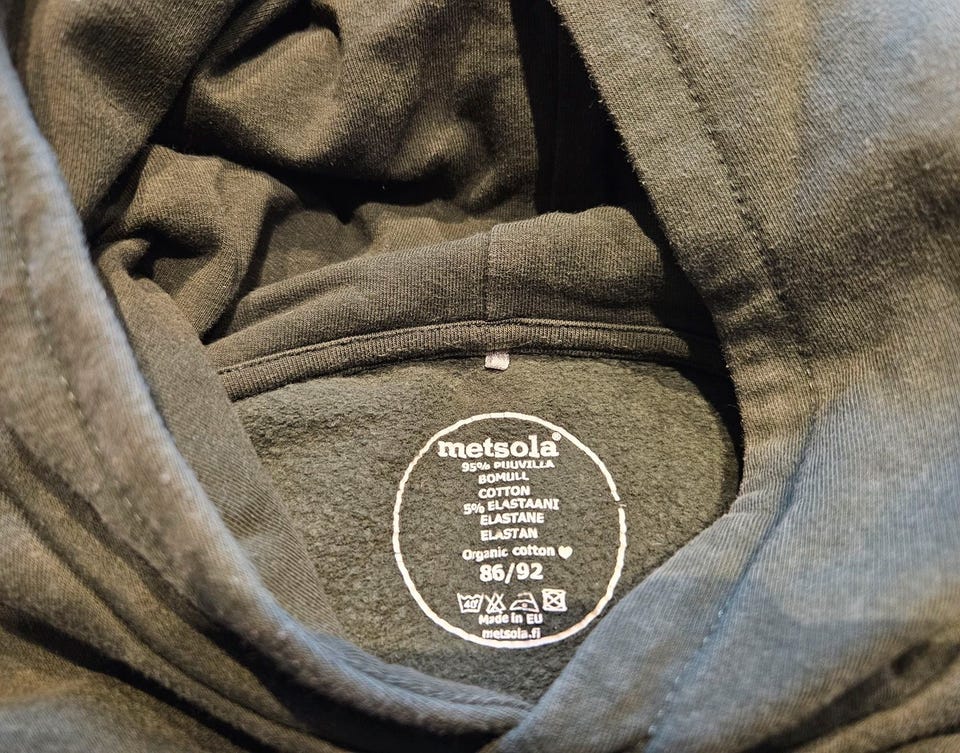 metsola®
95% PUUVILLA
BOMULL
COTTON
5% ELASTAANI
ELASTANE
ELASTAN
Organic cotton ♥
86/92
40°
Made in EU
metsola.fi